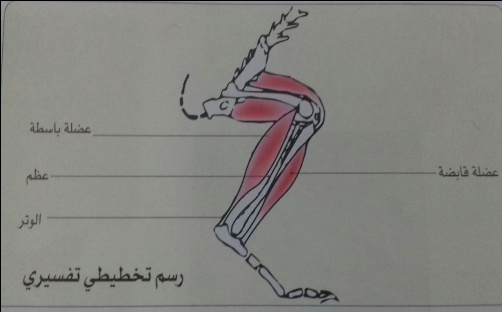 عضلة باسطة
عضلة قابضة
عظم
الوتر
رسم تخطيطي تفسيري